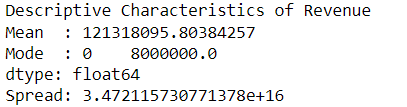 Descriptive Characteristics of Revenue
Mean  : 121318095.80384257
Mode  : 0    8000000.0
dtype: float64
Spread: 3.472115730771378e+16